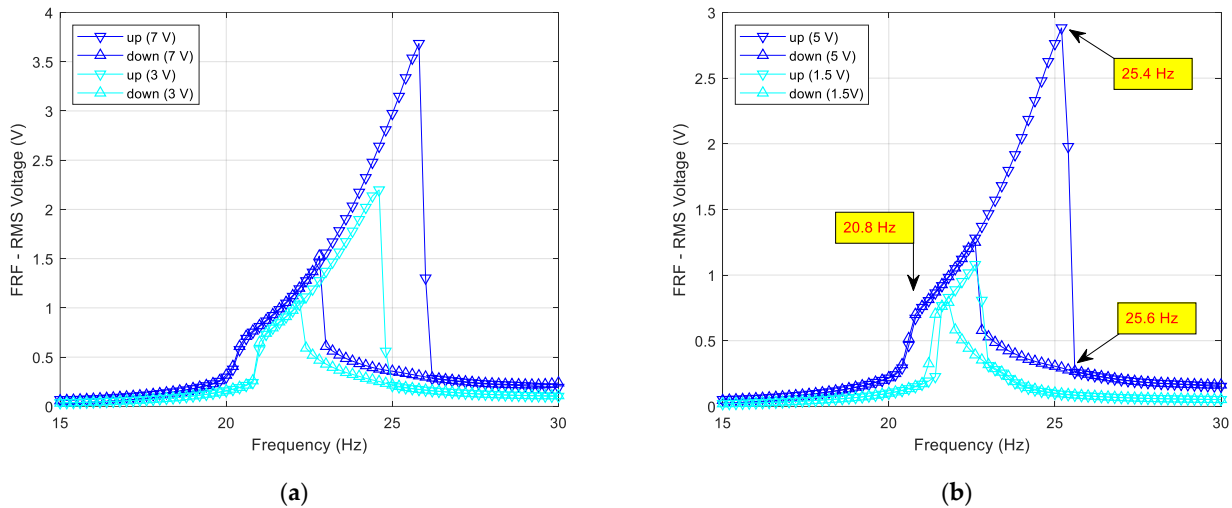 4
3.5
3
2.5
2
1.5
1
0.5
0
FRF - RMS Voltage (V)
up (7 V)
down (7 V)
up (3 V)
down (3 V)
15
20
25
30
Frequency (Hz)
(a)
3
2.5
2
1.5
1
0.5
0
FRF - RMS Voltage (V)
up (5 V)
down (5 V)
up (1.5 V)
down (1.5V)
25.4 Hz
20.8 Hz
25.6 Hz
15
20
25
30
Frequency (Hz)
(b)